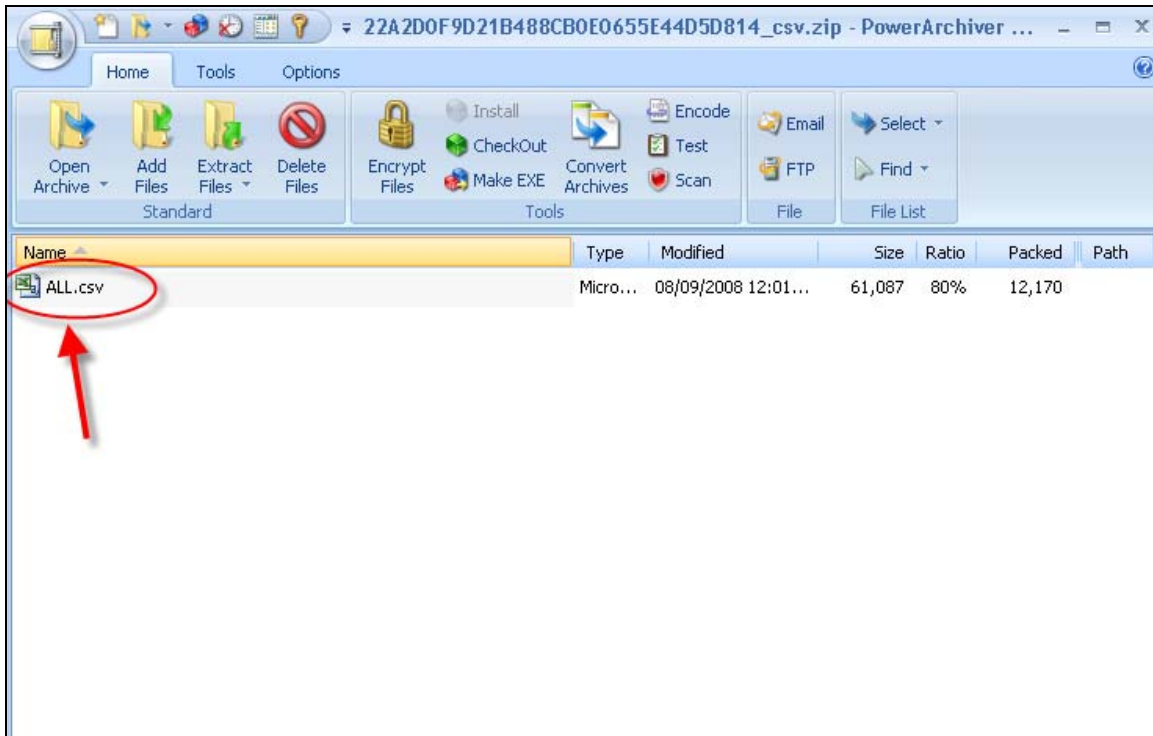 22A2D0F9D21B488CB0E0655E44D5D814_csv.zip - PowerArchiver ...
Home Tools Options
Open Archive
Add Files
Extract Files
Delete Files
Standard
Encrypt Files
Install
CheckOut
Make EXE
Convert Archives
Encode
Test
Scan
Tools
Email
FTP
File
Select
Find
File List
Name Type Modified Size Ratio Packed Path
ALL.csv Micro... 08/09/2008 12:01... 61,087 80% 12,170